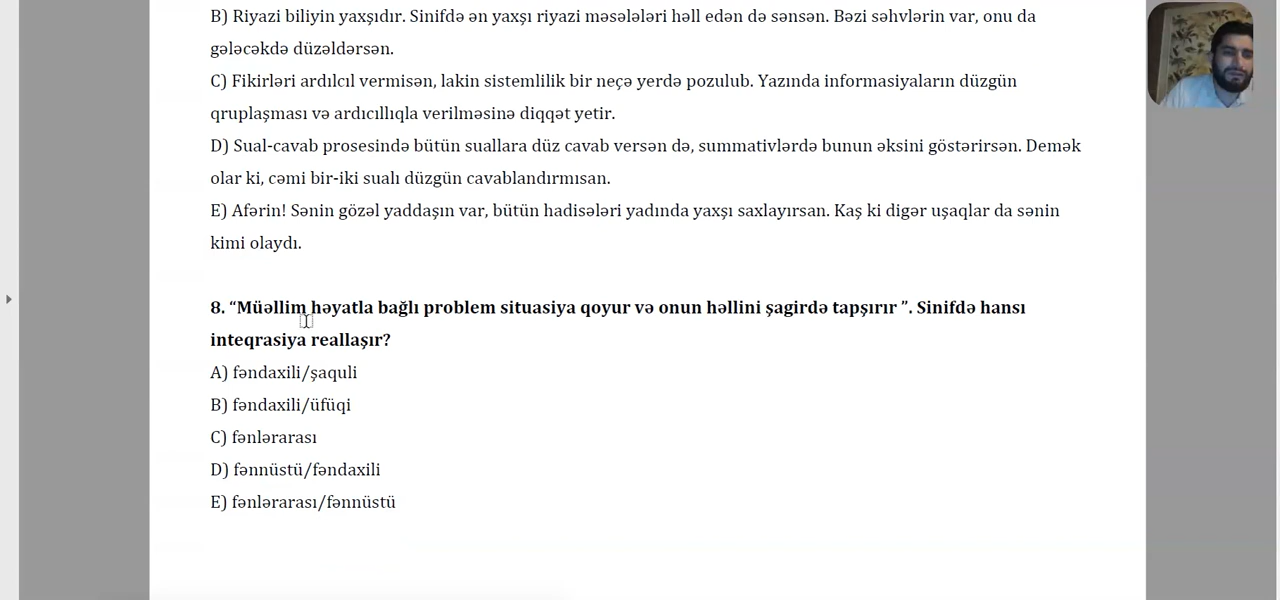 B) Riyazi biliyin yaxşıdır. Sinifdə ən yaxşı riyazi məsələləri həll edən də sənsən. Bəzi səhvlərin var, onu da
gələcəkdə düzəldərsən.
C) Fikirləri ardılcıl vermisən, lakin sistemlilik bir neçə yerdə pozulub. Yazında informasiyaların düzgün
qruplaşması və ardıcıllıqla verilməsinə diqqət yetir.
D) Sual-cavab prosesində bütün suallara düz cavab versən də, summativlərdə bunun əksini göstərirsən. Demək
olar ki, cəmi bir-iki sualı düzgün cavablandırmısan.
E) Afərin! Sənin gözəl yaddaşın var, bütün hadisələri yadında yaxşı saxlayırsan. Kaş ki digər uşaqlar da sənin
kimi olaydı.
8. “Müəllim həyatla bağlı problem situasiya qoyur və onun həllini şagirdə tapşırır ”. Sinifdə hansı
inteqrasiya reallaşır?
A) fəndaxili/şaquli
B) fəndaxili/üfüqi
C) fənlərarası
D) fənnüstü/fəndaxili
E) fənlərarası/fənnüstü